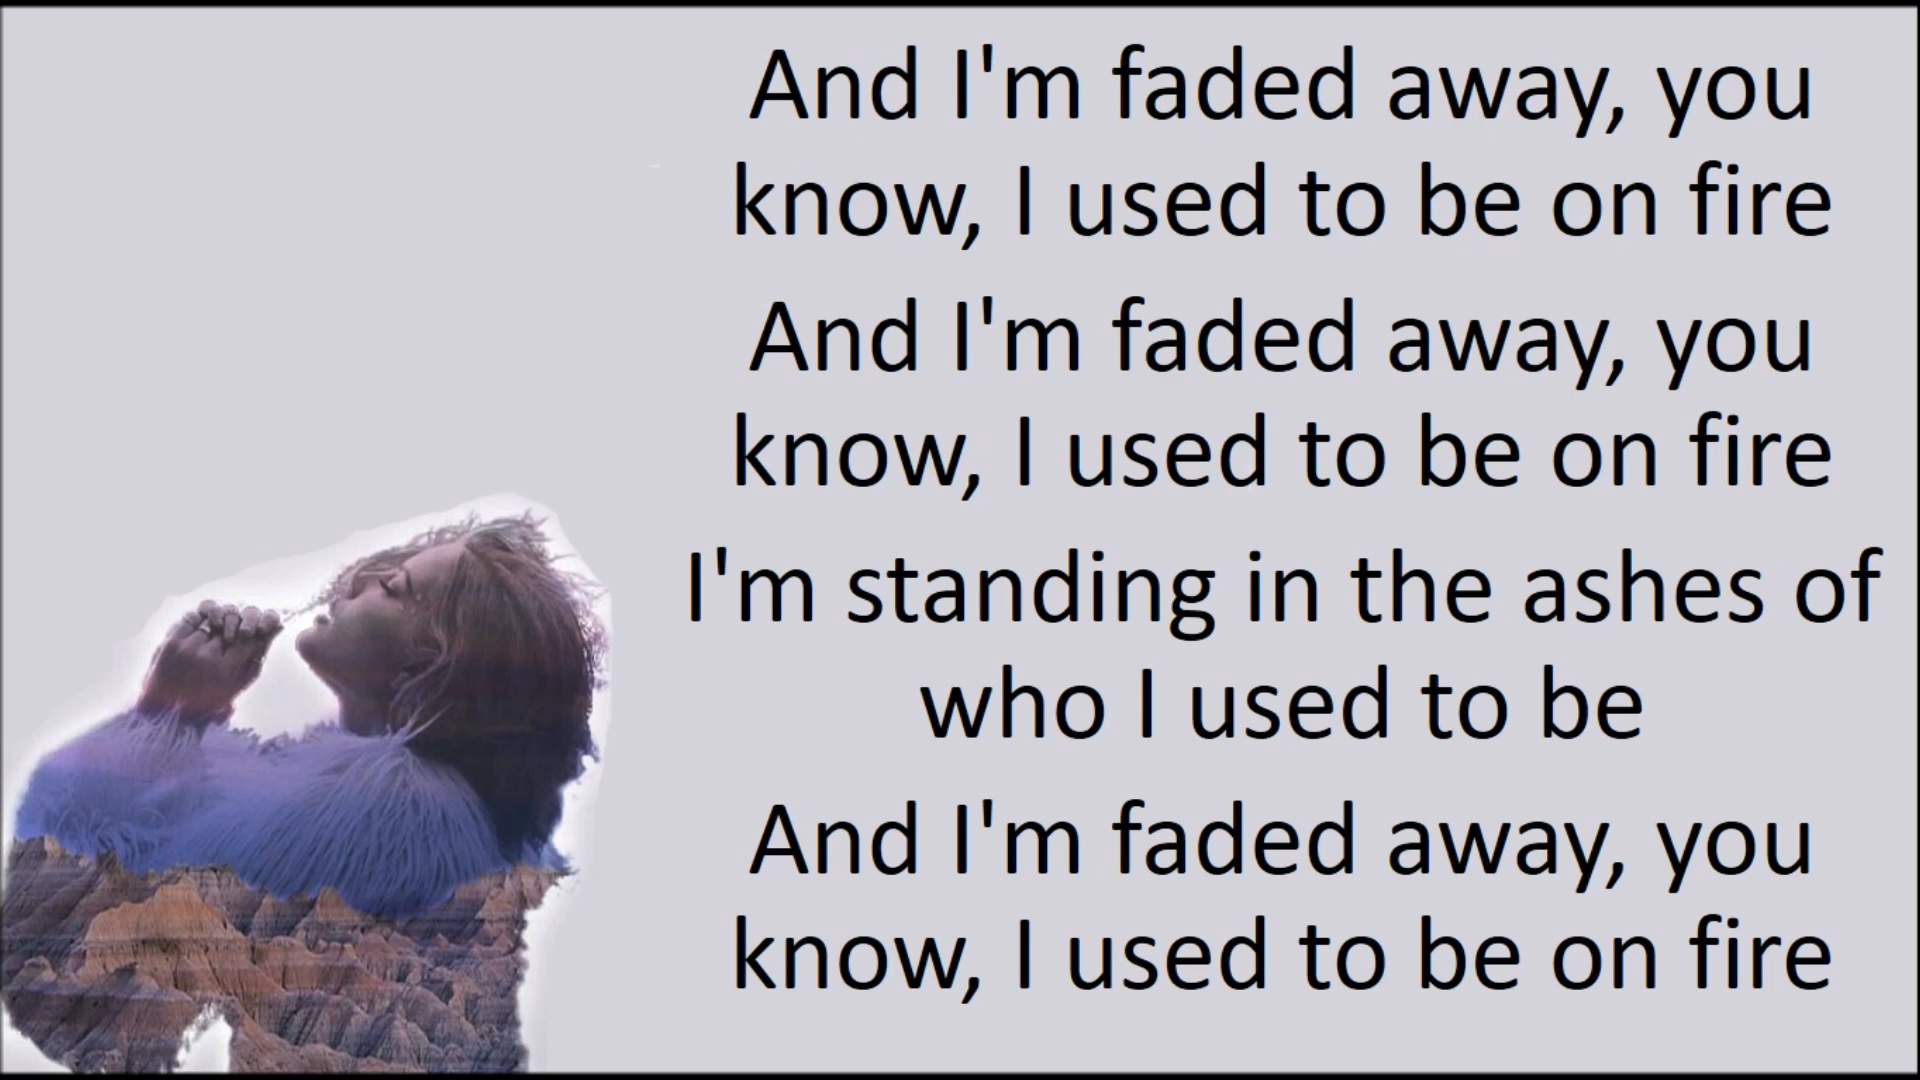 And I'm faded away, you
know, I used to be on fire
And I'm faded away, you
know, I used to be on fire
I'm standing in the ashes of
who I used to be
And I'm faded away, you
know, I used to be on fire